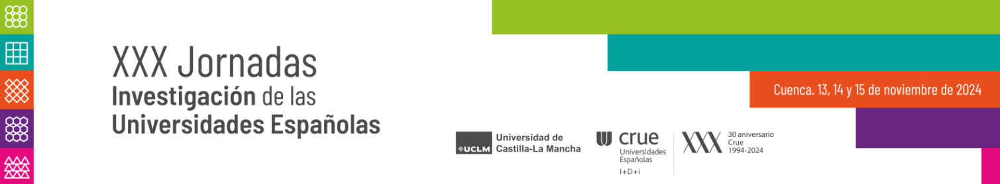 XXX Jornadas
Investigación de las
Universidades Españolas
Cuenca. 13, 14 y 15 de noviembre de 2024
UCLM
Universidad de
Castilla-La Mancha
crue
Universidades
Españolas
I+D+i
XXX
30 aniversario
Crue
1994-2024